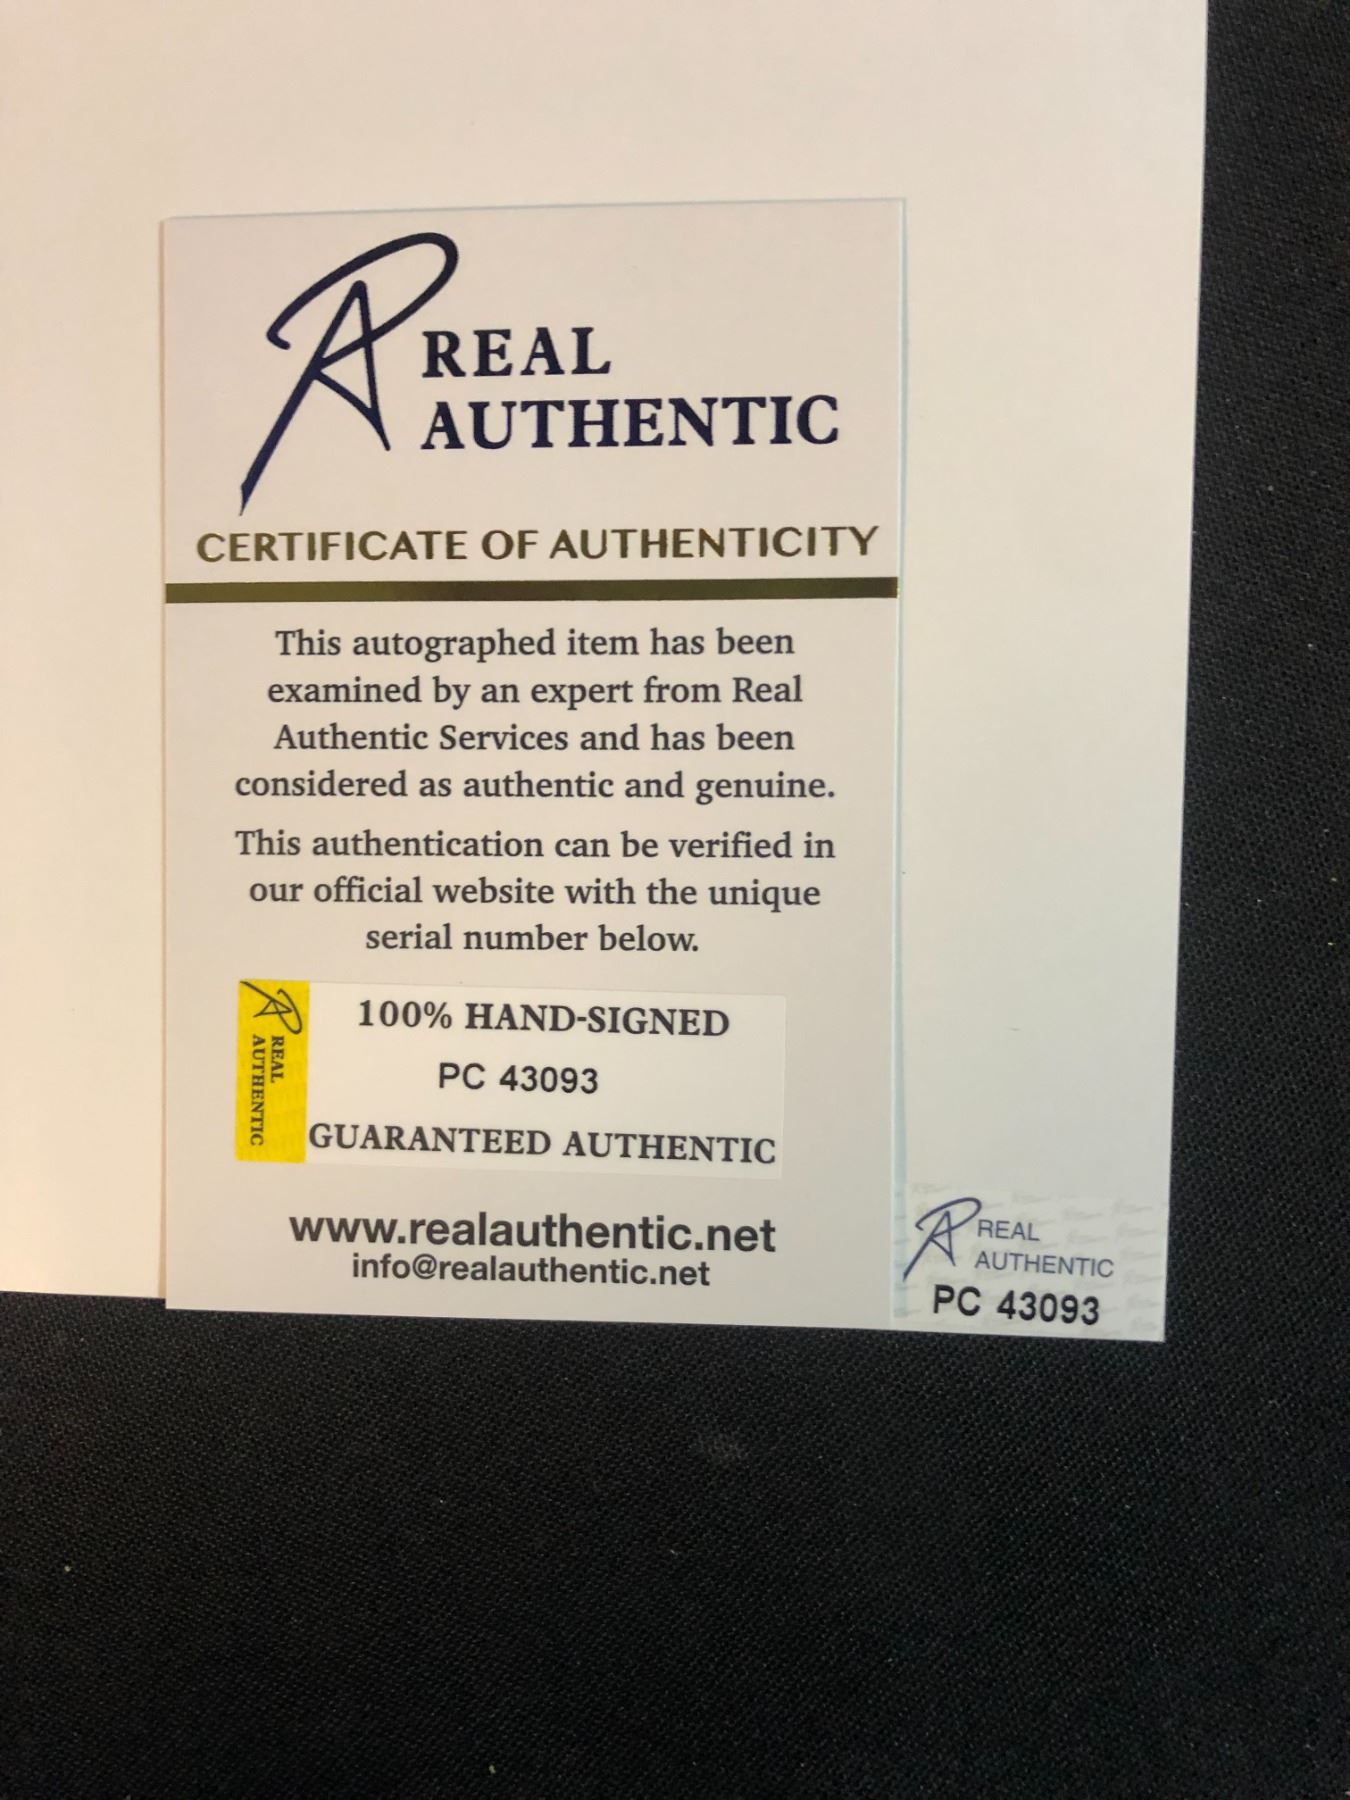 REAL
AUTHENTIC
CERTIFICATE OF AUTHENTICITY
This autographed item has been
examined by an expert from Real
Authentic Services and has been
considered as authentic and genuine.
This authentication can be verified in
our official website with the unique
serial number below.
REAL
AUTHENTIC
100% HAND-SIGNED
PC 43093
GUARANTEED AUTHENTIC
www.realauthentic.net
info@realauthentic.net
REAL
AUTHENTIC
PC 43093